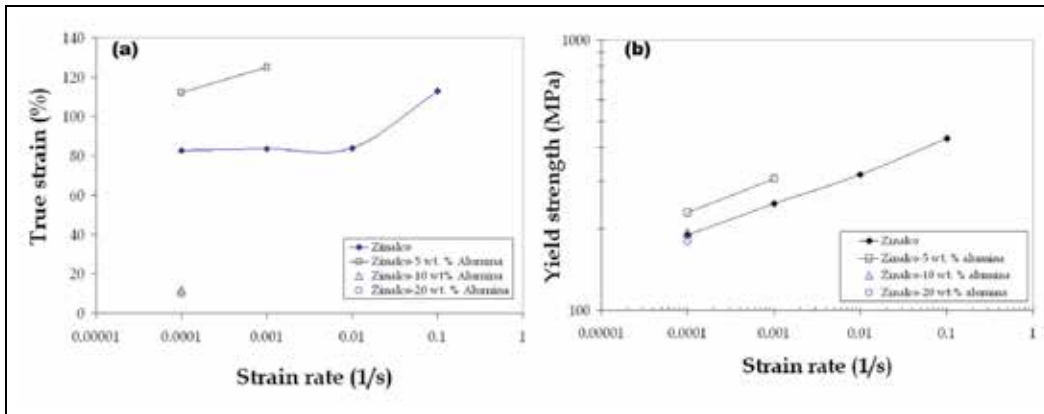 (a)
140
120
100
80
60
40
20
0
0.00001 0.0001 0.001 0.01 0.1 1
True strain (%)
Strain rate (1/s)
Zinalco
Zinalco-5 wt. % Alumina
Zinalco-10 wt% Alumina
Zinalco-20 wt. % Alumina
(b)
1000
100
0.00001 0.0001 0.001 0.01 0.1 1
Yield strength (MPa)
Strain rate (1/s)
Zinalco
Zinalco-5 wt. % alumina
Zinalco-10 wt.% alumina
Zinalco-20 wt.% alumina